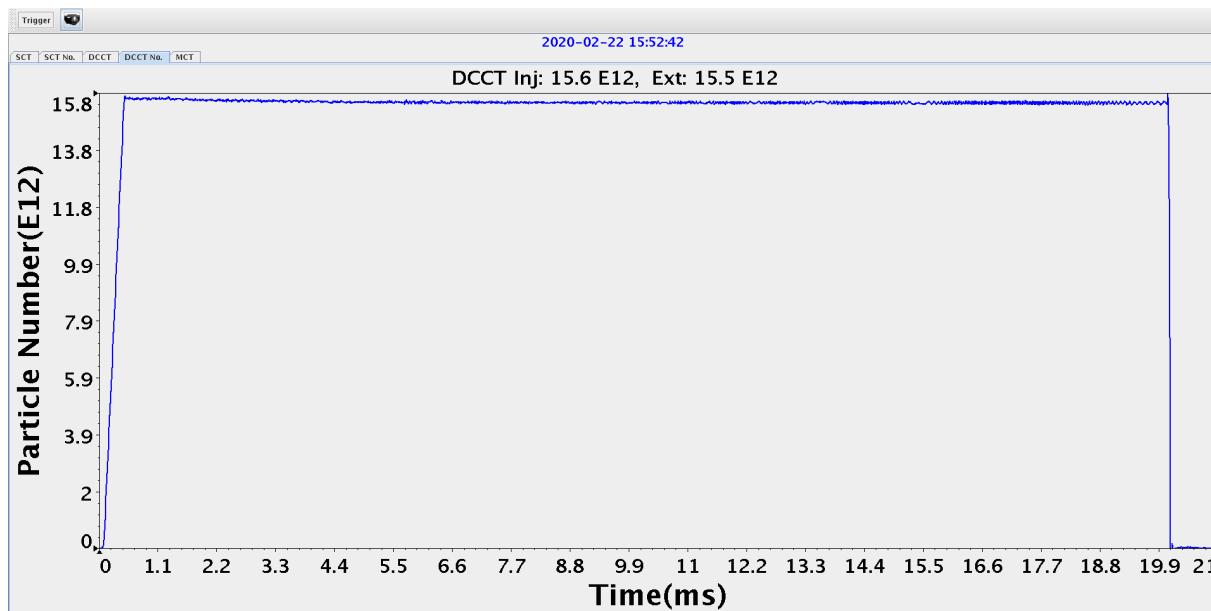 Trigger
2020-02-22 15:52:42
SCT SCT No. DCCT DCCT No. MCT
DCCT Inj: 15.6 E12, Ext: 15.5 E12
Particle Number(E12)
15.8
13.8
11.8
9.9
7.9
5.9
3.9
2
0
0 1.1 2.2 3.3 4.4 5.5 6.6 7.7 8.8 9.9 11 12.2 13.3 14.4 15.5 16.6 17.7 18.8 19.9 21
Time(ms)